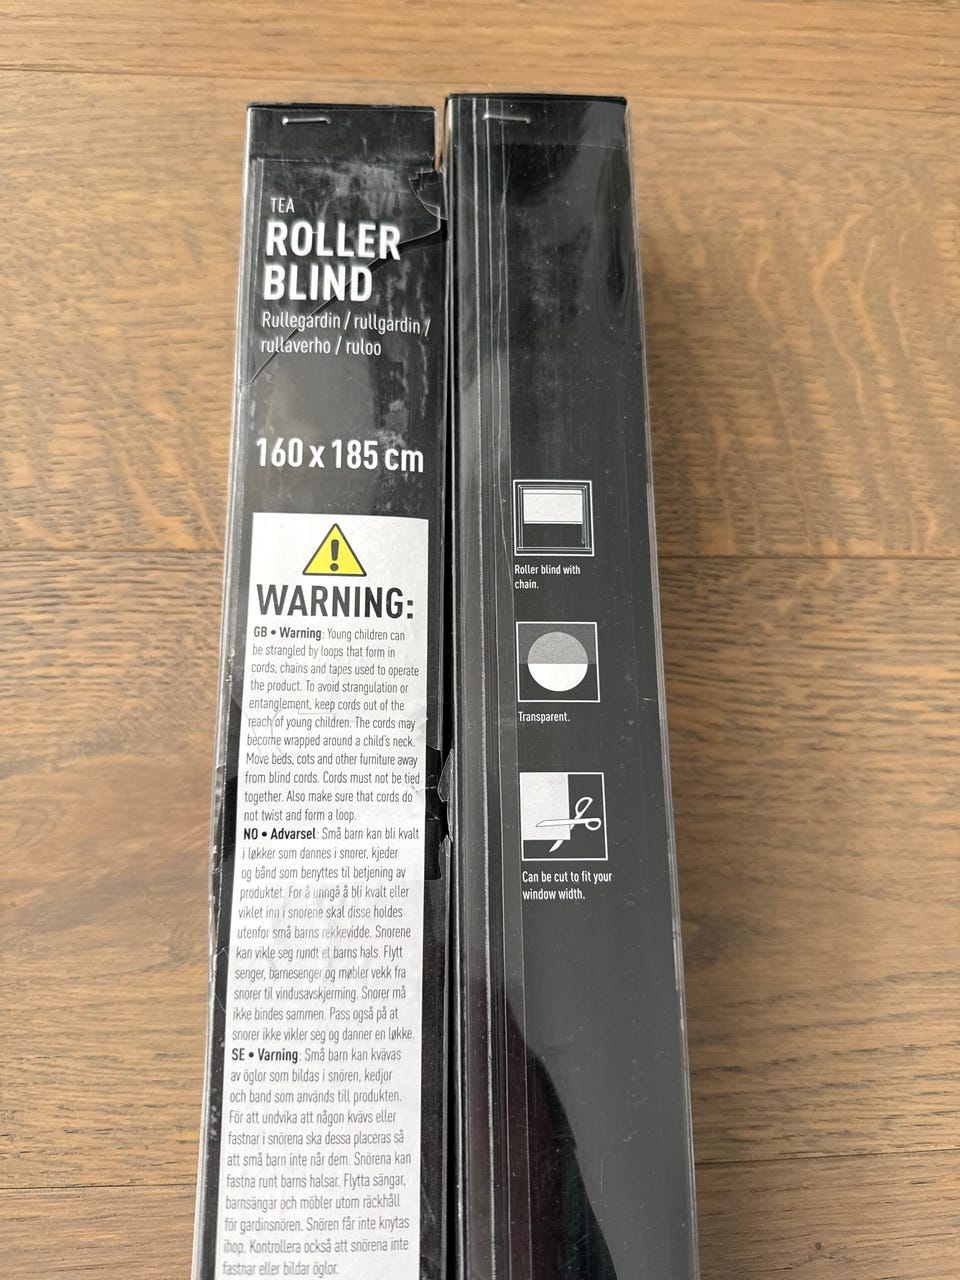 TEA
ROLLER
BLIND
Rullegardin / rullgardin /
rullaverho / ruloo
160 x 185 cm
WARNING:
GB • Warning: Young children can
be strangled by loops that form in
cords, chains and tapes used to operate
the product. To avoid strangulation or
entanglement, keep cords out of the
reach of young children. The cords may
become wrapped around a child's neck.
Move beds, cots and other furniture away
from blind cords. Cords must not be tied
together. Also make sure that cords do
not twist and form a loop.
NO • Advarsel: Små barn kan bli kvalt
i løkker som dannes i snorer, kjeder
og bånd som benyttes til betjening av
produktet. For å unngå å bli kvalt eller
viklet inn i snorene skal disse holdes
utenfor små barns rekkevidde. Snorene
kan vikle seg rundt et barns hals. Flytt
senger, barnesenger og møbler vekk fra
snorer til vindusavskjerming. Snorer må
ikke bindes sammen. Pass også på at
snorer ikke vikler seg og danner en løkke.
SE • Varning: Små barn kan kvävas
av öglor som bildas i snören, kedjor
och band som används till produkten.
För att undvika att någon kvävs eller
fastnar i snörena ska dessa placeras så
att små barn inte når dem. Snörena kan
fastna runt barns halsar. Flytta sängar,
barnsängar och möbler utom räckhåll
för gardinsnören. Snören får inte knytas
ihop. Kontrollera också att snörena inte
fastnar eller bildar öglor.
Roller blind with
chain.
Transparent.
Can be cut to fit your
window width.